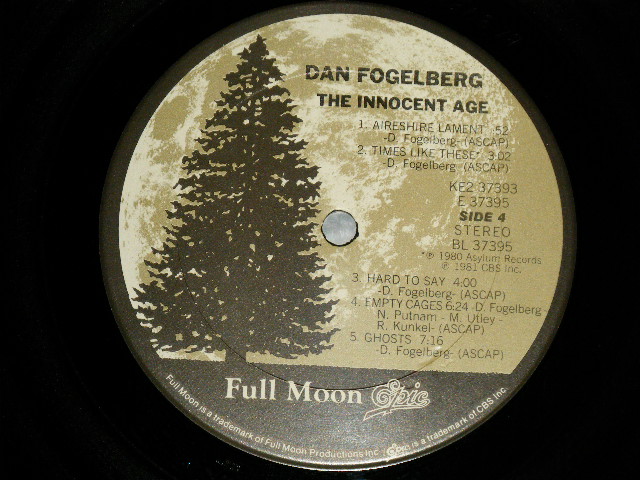 DAN FOGELBERG
THE INNOCENT AGE
1. AIRESHIRE LAMENT :52
-D. Fogelberg- (ASCAP)
2. TIMES LIKE THESE* 3:02
-D. Fogelberg- (ASCAP)
KE2 37393
E 37395
SIDE 4
STEREO
BL 37395
*℗ 1980 Asylum Records
℗ 1981 CBS Inc.
3. HARD TO SAY 4:00
-D. Fogelberg- (ASCAP)
4. EMPTY CAGES 6:24 -D. Fogelberg-
N. Putnam - M. Utley -
R. Kunkel- (ASCAP)
5. GHOSTS 7:16
-D. Fogelberg- (ASCAP)
Full Moon Epic
Full Moon is a trademark of Full Moon Productions Inc. Epic is a trademark of CBS Inc.